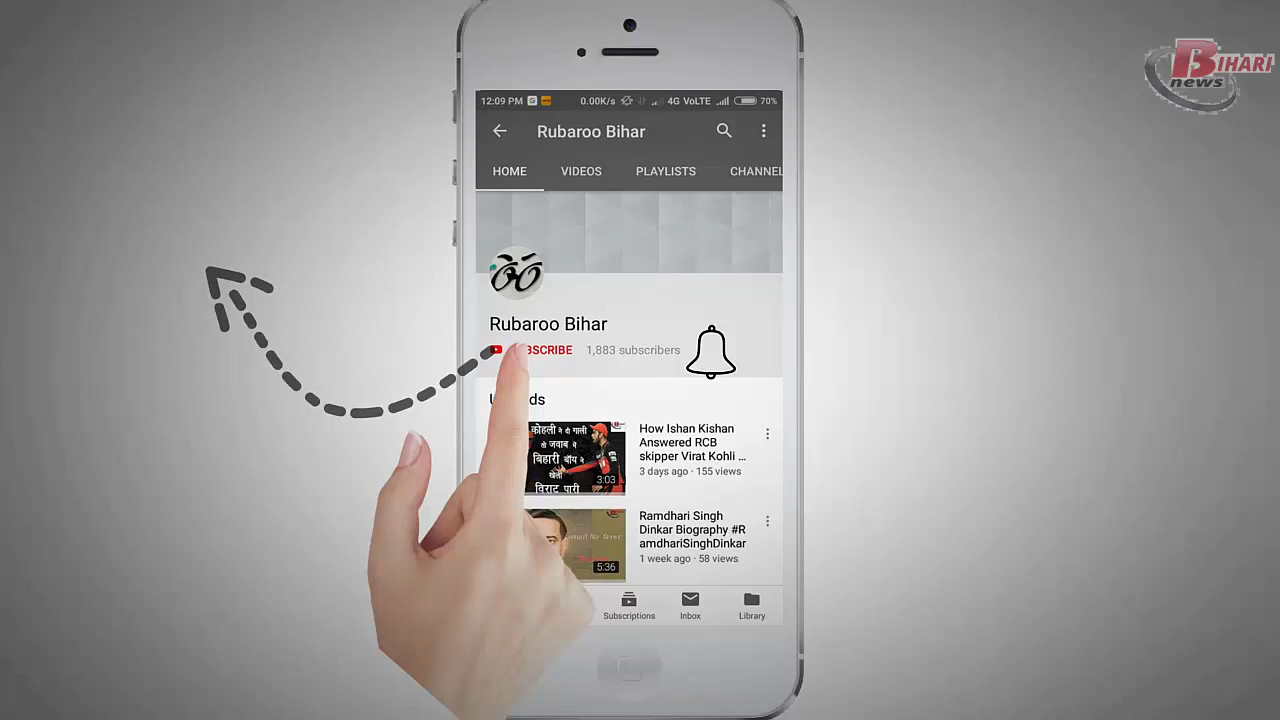 BIHARI
news
12:09 PM 0.00K/s 4G VoLTE 70%
Rubaroo Bihar
HOME VIDEOS PLAYLISTS CHANNEL
Rubaroo Bihar
BSCRIBE 1,883 subscribers
ds
कोहली ने दी गाली
तो जवाब में
बिहारी बॉय ने
खेली
विराट पारी
3:03
How Ishan Kishan
Answered RCB
skipper Virat Kohli ...
3 days ago · 155 views
5:36
Ramdhari Singh
Dinkar Biography #R
amdhariSinghDinkar
1 week ago · 58 views
Subscriptions Inbox Library